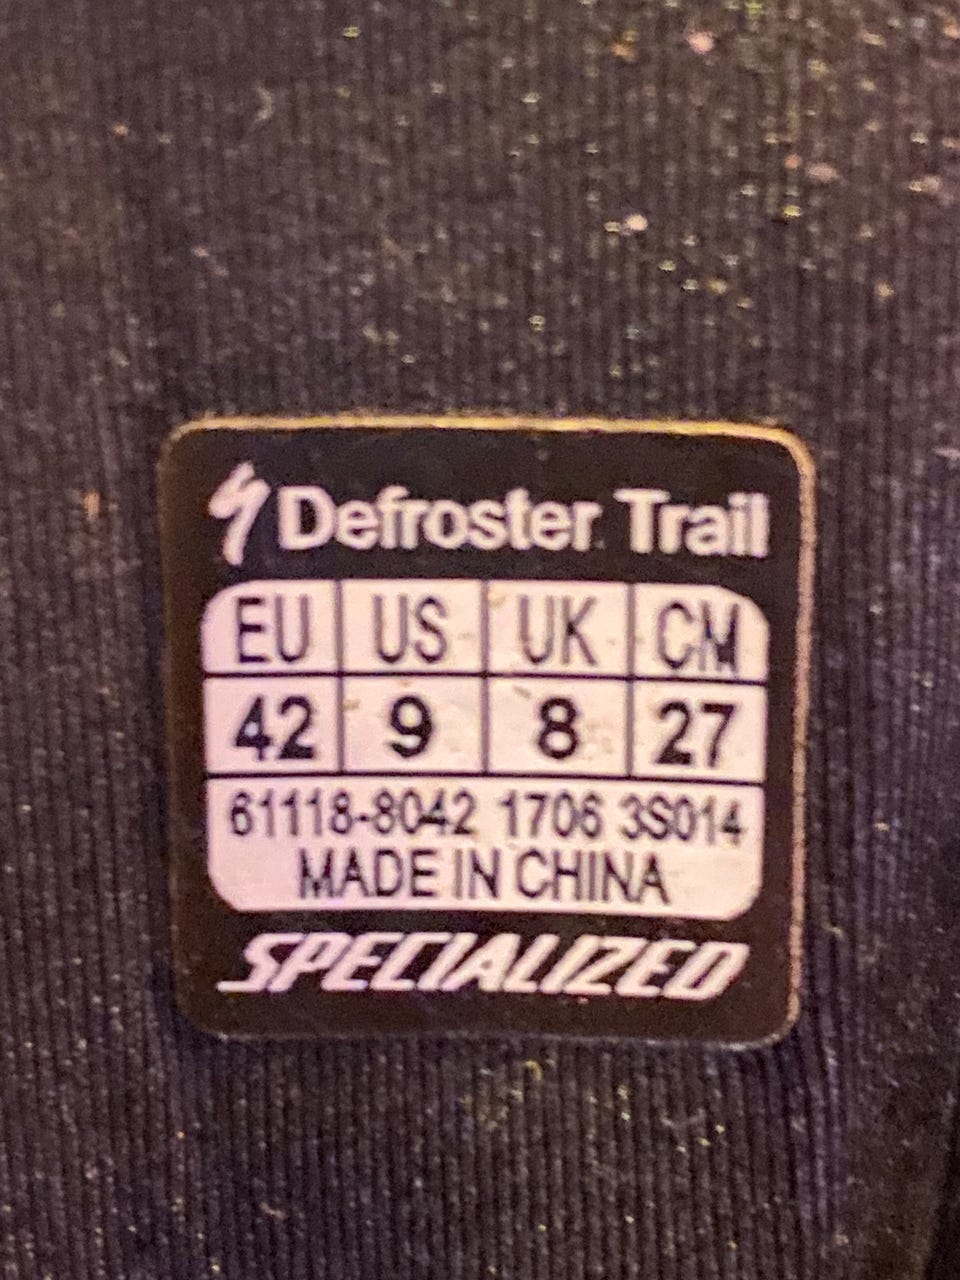 Defroster Trail
EU US UK CM
42 9 8 27
61118-8042 1706 3S014
MADE IN CHINA
SPECIALIZED